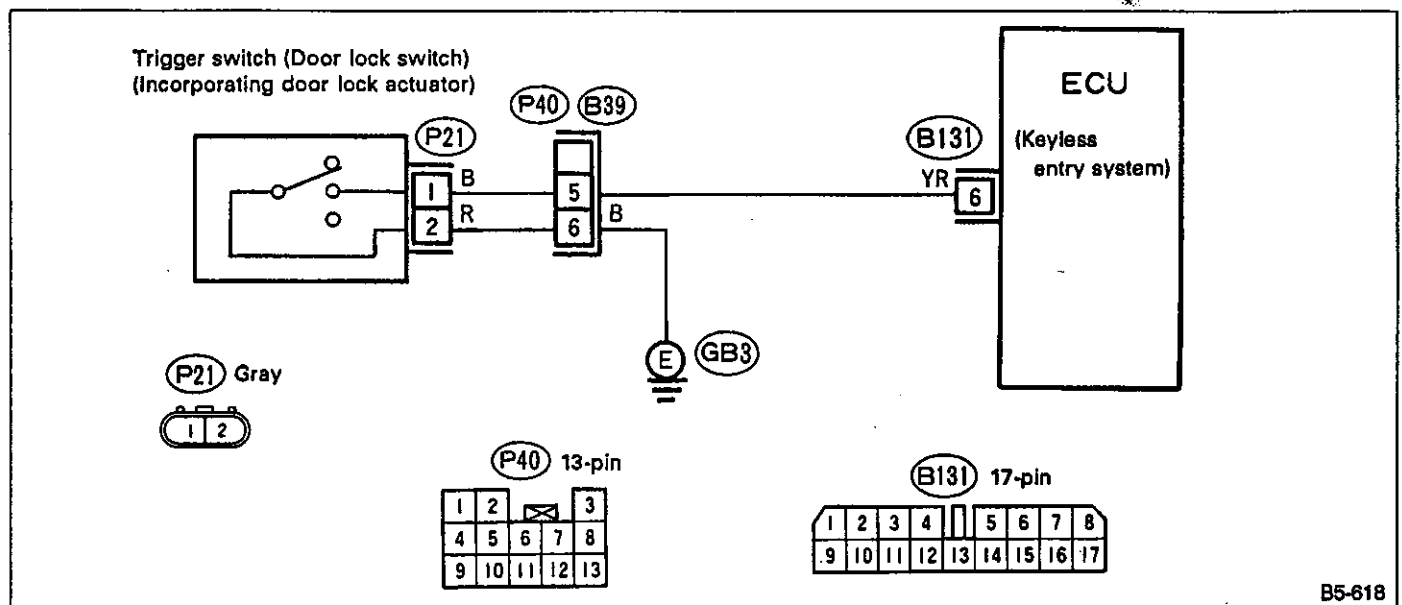 Trigger switch (Door lock switch)
(Incorporating door lock actuator)
P40 B39
P21
1 B
2 R
5
6 B
E GB3
B131
YR
6
ECU
(Keyless
entry system)
P21 Gray
1 2
P40 13-pin
1 2 3
4 5 6 7 8
9 10 11 12 13
B131 17-pin
1 2 3 4 5 6 7 8
9 10 11 12 13 14 15 16 17
B5-618